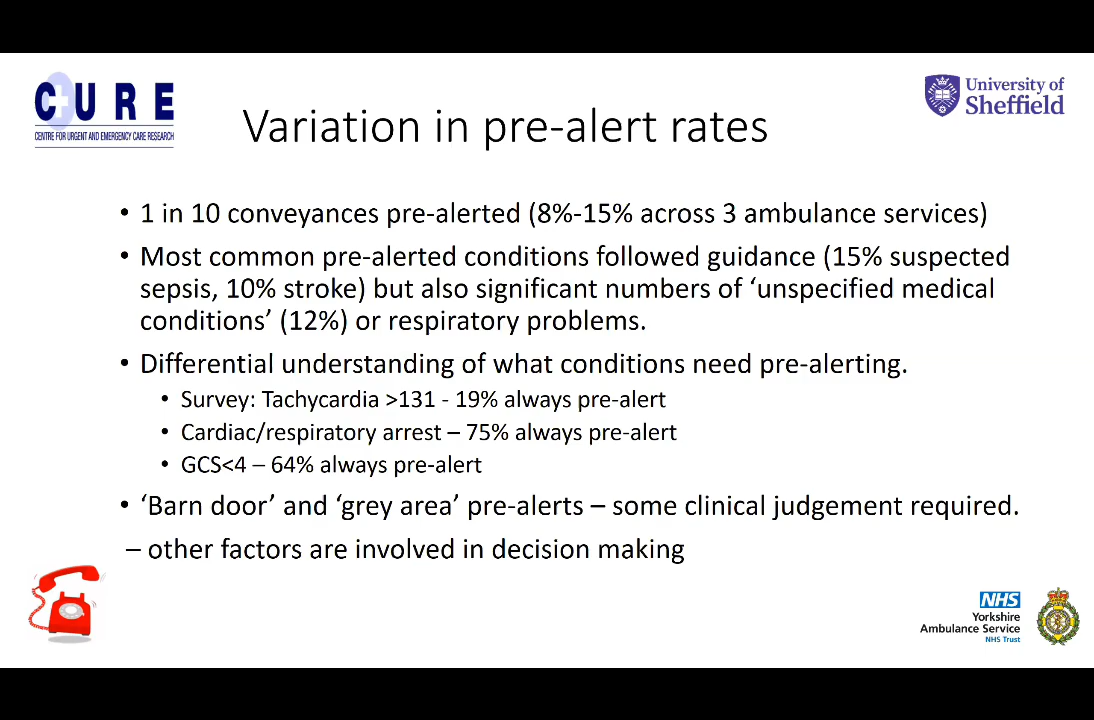 CURE
CENTRE FOR URGENT AND EMERGENCY CARE RESEARCH
University of
Sheffield
Variation in pre-alert rates
• 1 in 10 conveyances pre-alerted (8%-15% across 3 ambulance services)
• Most common pre-alerted conditions followed guidance (15% suspected
sepsis, 10% stroke) but also significant numbers of ‘unspecified medical
conditions’ (12%) or respiratory problems.
• Differential understanding of what conditions need pre-alerting.
• Survey: Tachycardia >131 - 19% always pre-alert
• Cardiac/respiratory arrest – 75% always pre-alert
• GCS<4 – 64% always pre-alert
• ‘Barn door’ and ‘grey area’ pre-alerts – some clinical judgement required.
– other factors are involved in decision making
NHS
Yorkshire
Ambulance Service
NHS Trust